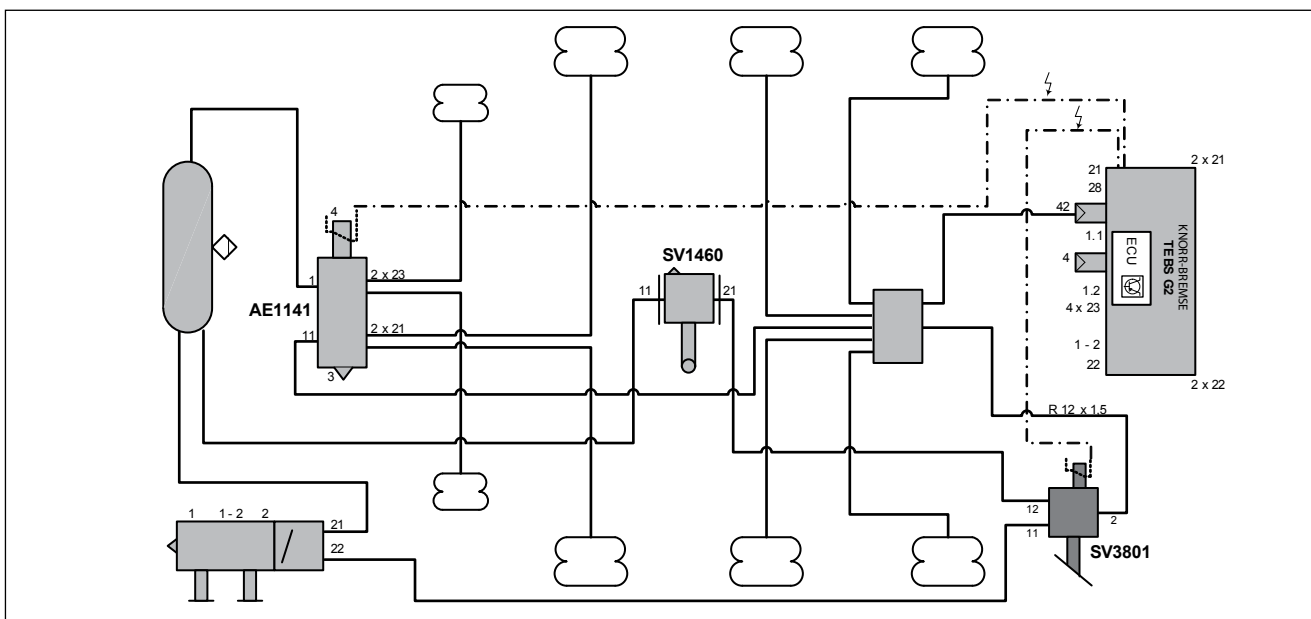 2 x 21
21
28
42
1.1
4
1.2
4 x 23
1 - 2
22
2 x 22
ECU
KNORR-BREMSE
TEBS G2
4
1
2 x 23
AE1141
11
2 x 21
3
SV1460
11
21
R 12 x 1.5
12
11
2
SV3801
1
1 - 2
2
21
22